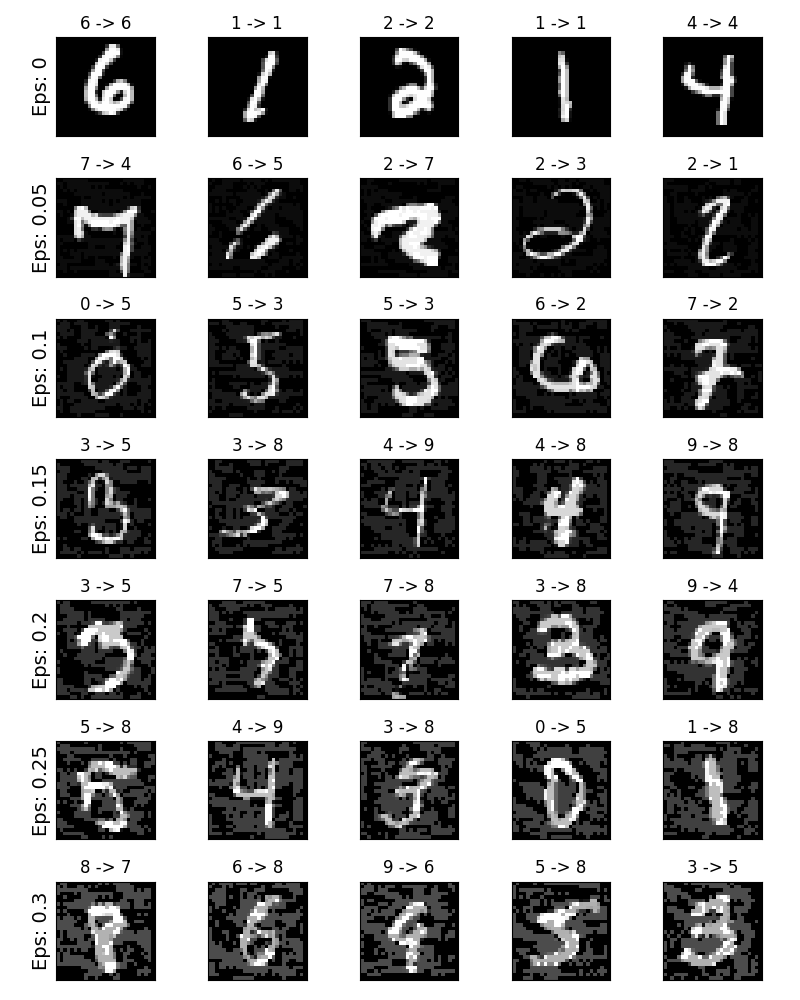 6 -> 6 1 -> 1 2 -> 2 1 -> 1 4 -> 4
Eps: 0
7 -> 4 6 -> 5 2 -> 7 2 -> 3 2 -> 1
Eps: 0.05
0 -> 5 5 -> 3 5 -> 3 6 -> 2 7 -> 2
Eps: 0.1
3 -> 5 3 -> 8 4 -> 9 4 -> 8 9 -> 8
Eps: 0.15
3 -> 5 7 -> 5 7 -> 8 3 -> 8 9 -> 4
Eps: 0.2
5 -> 8 4 -> 9 3 -> 8 0 -> 5 1 -> 8
Eps: 0.25
8 -> 7 6 -> 8 9 -> 6 5 -> 8 3 -> 5
Eps: 0.3